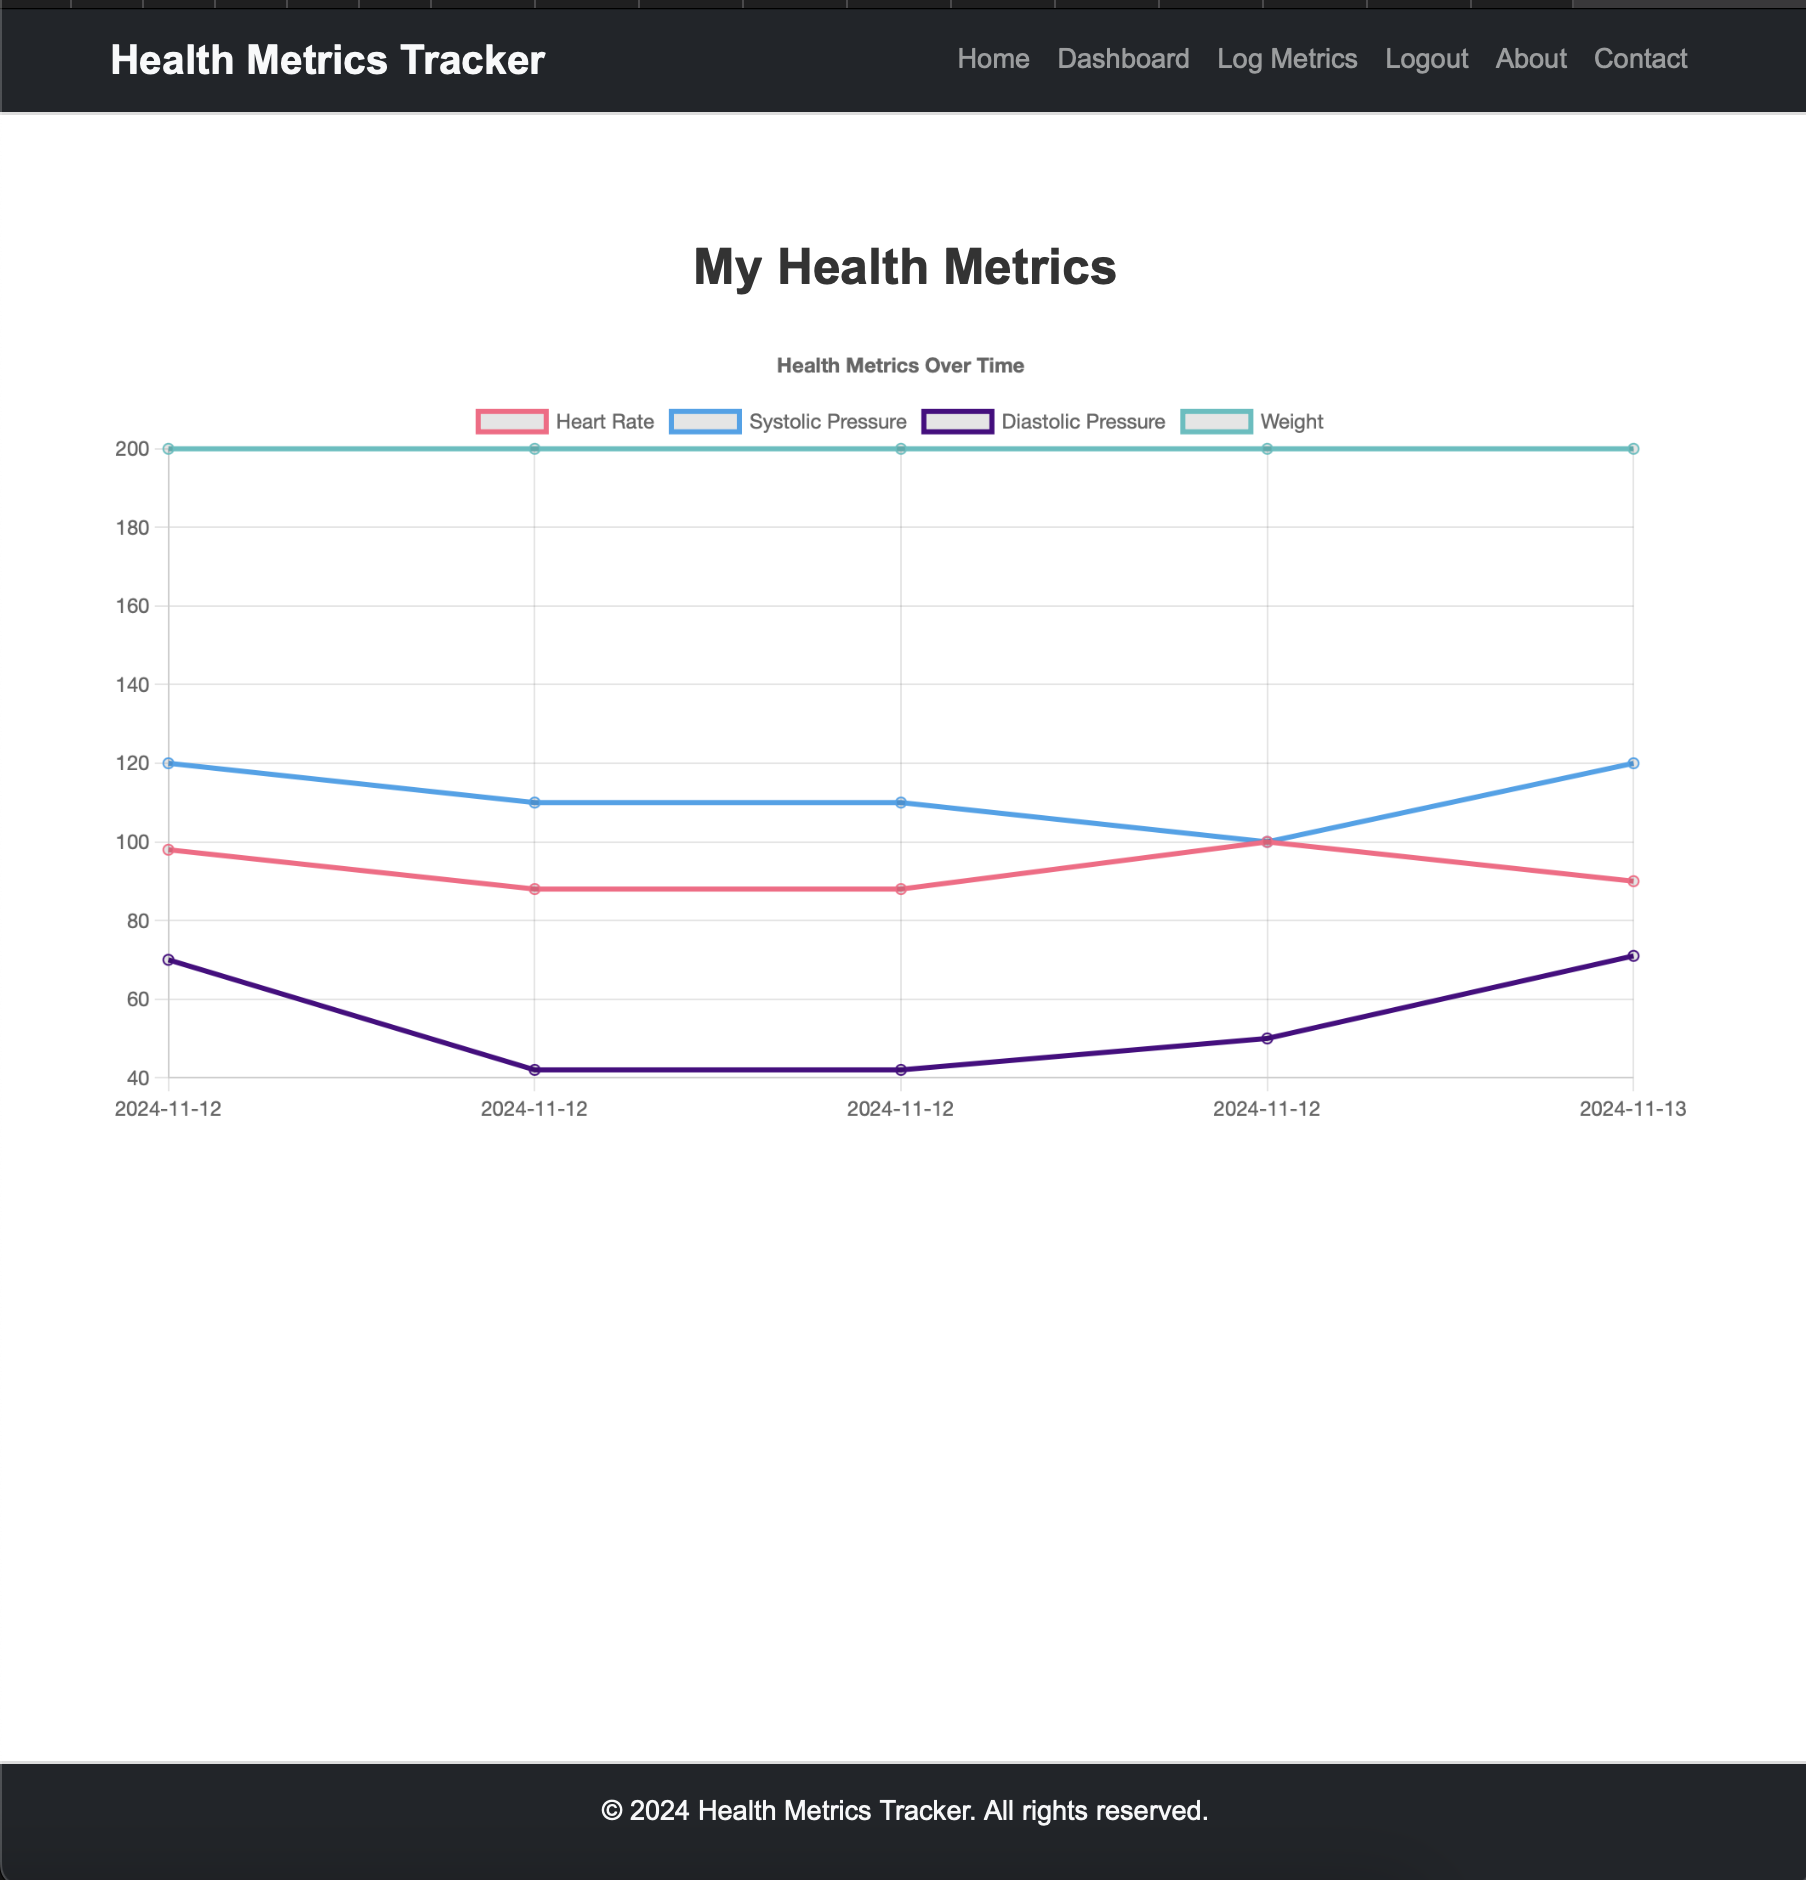 Health Metrics Tracker
Home Dashboard Log Metrics Logout About Contact
My Health Metrics
Health Metrics Over Time
Heart Rate Systolic Pressure Diastolic Pressure Weight
200
180
160
140
120
100
80
60
40
2024-11-12 2024-11-12 2024-11-12 2024-11-12 2024-11-13
© 2024 Health Metrics Tracker. All rights reserved.